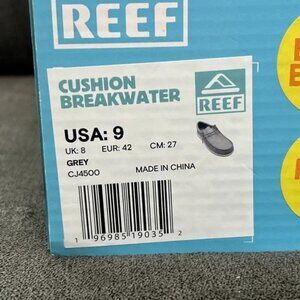 REEF
CUSHION
BREAKWATER
REEF
USA: 9
UK: 8 EUR: 42 CM: 27
GREY
CJ4500 MADE IN CHINA
1 96985 19035 2